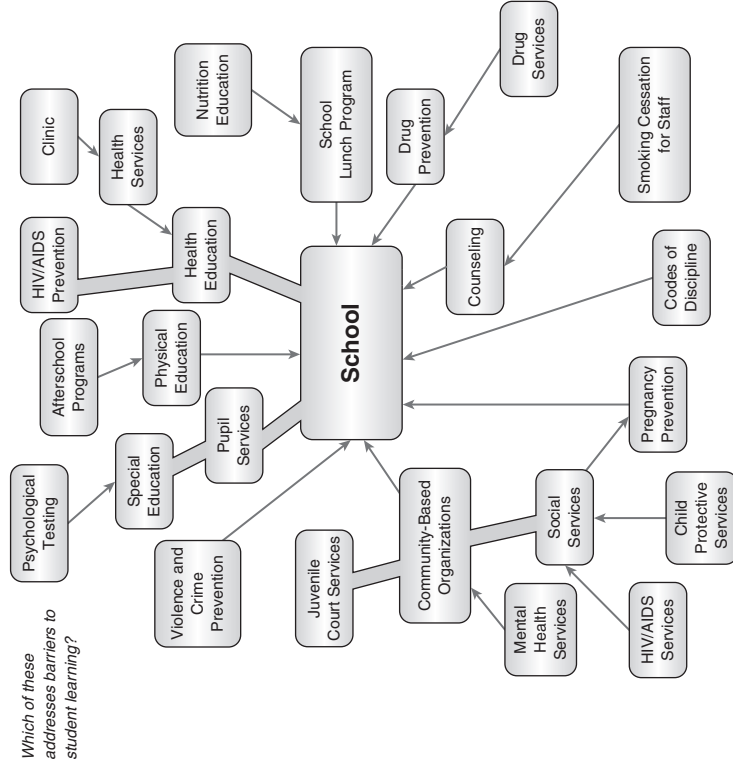 Which of these
addresses barriers to
student learning?
Psychological
Testing
Afterschool
Programs
HIV/AIDS
Prevention
Clinic
Special
Education
Physical
Education
Health
Services
Health
Education
Nutrition
Education
Pupil
Services
Violence and
Crime
Prevention
School
School
Lunch Program
Juvenile
Court Services
Drug
Prevention
Drug
Services
Community-Based
Organizations
Counseling
Mental
Health
Services
Social
Services
Smoking Cessation
for Staff
HIV/AIDS
Services
Child
Protective
Services
Pregnancy
Prevention
Codes of
Discipline